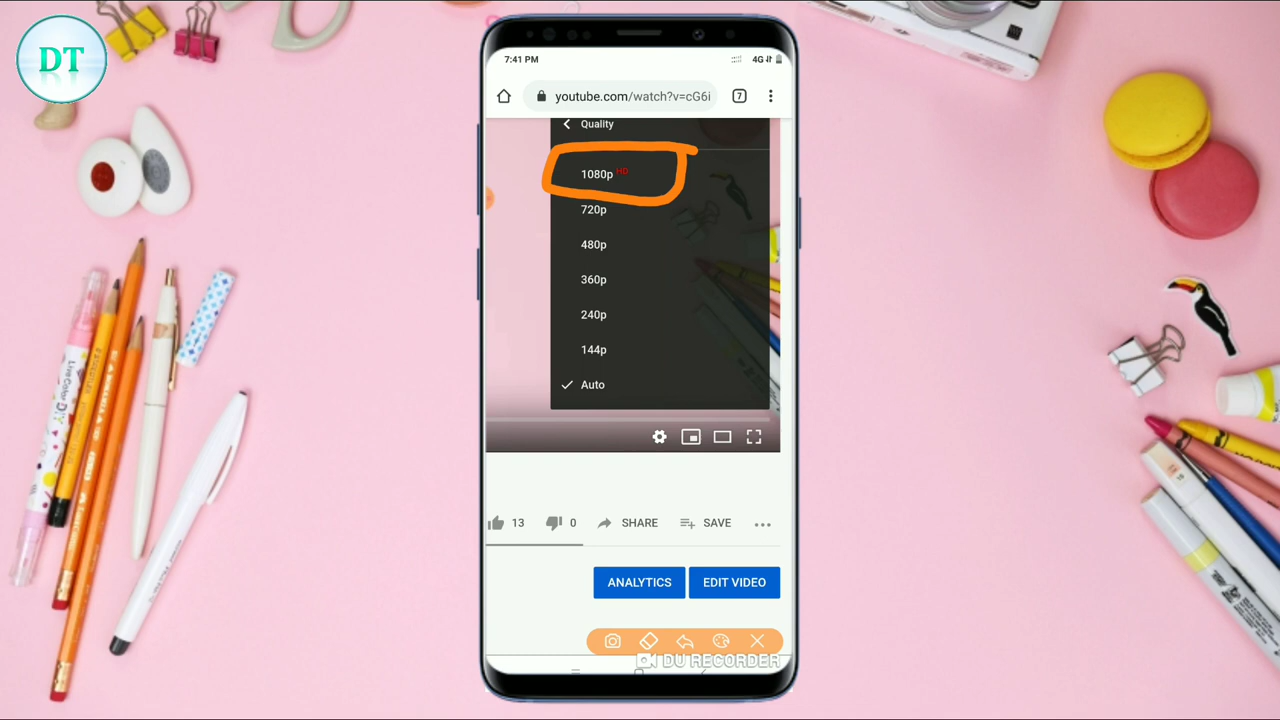 DT
7:41 PM
4G
youtube.com/watch?v=cG6i
7
Quality
1080p HD
720p
480p
360p
240p
144p
Auto
13
0
SHARE
SAVE
ANALYTICS
EDIT VIDEO
DU RECORDER